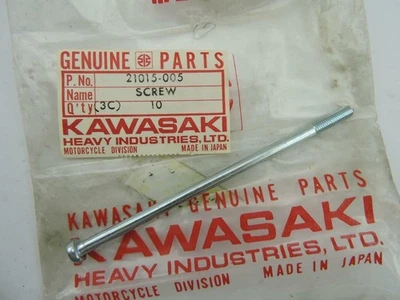 GENUINE PARTS
P. No. 21015-005
Name SCREW
Q'ty (3C) 10
KAWASAKI
HEAVY INDUSTRIES, LTD.
MOTORCYCLE DIVISION MADE IN JAPAN
KAWASAKI GENUINE PARTS
KAWASAKI
HEAVY INDUSTRIES, LTD.
MOTORCYCLE DIVISION MADE IN JAPAN